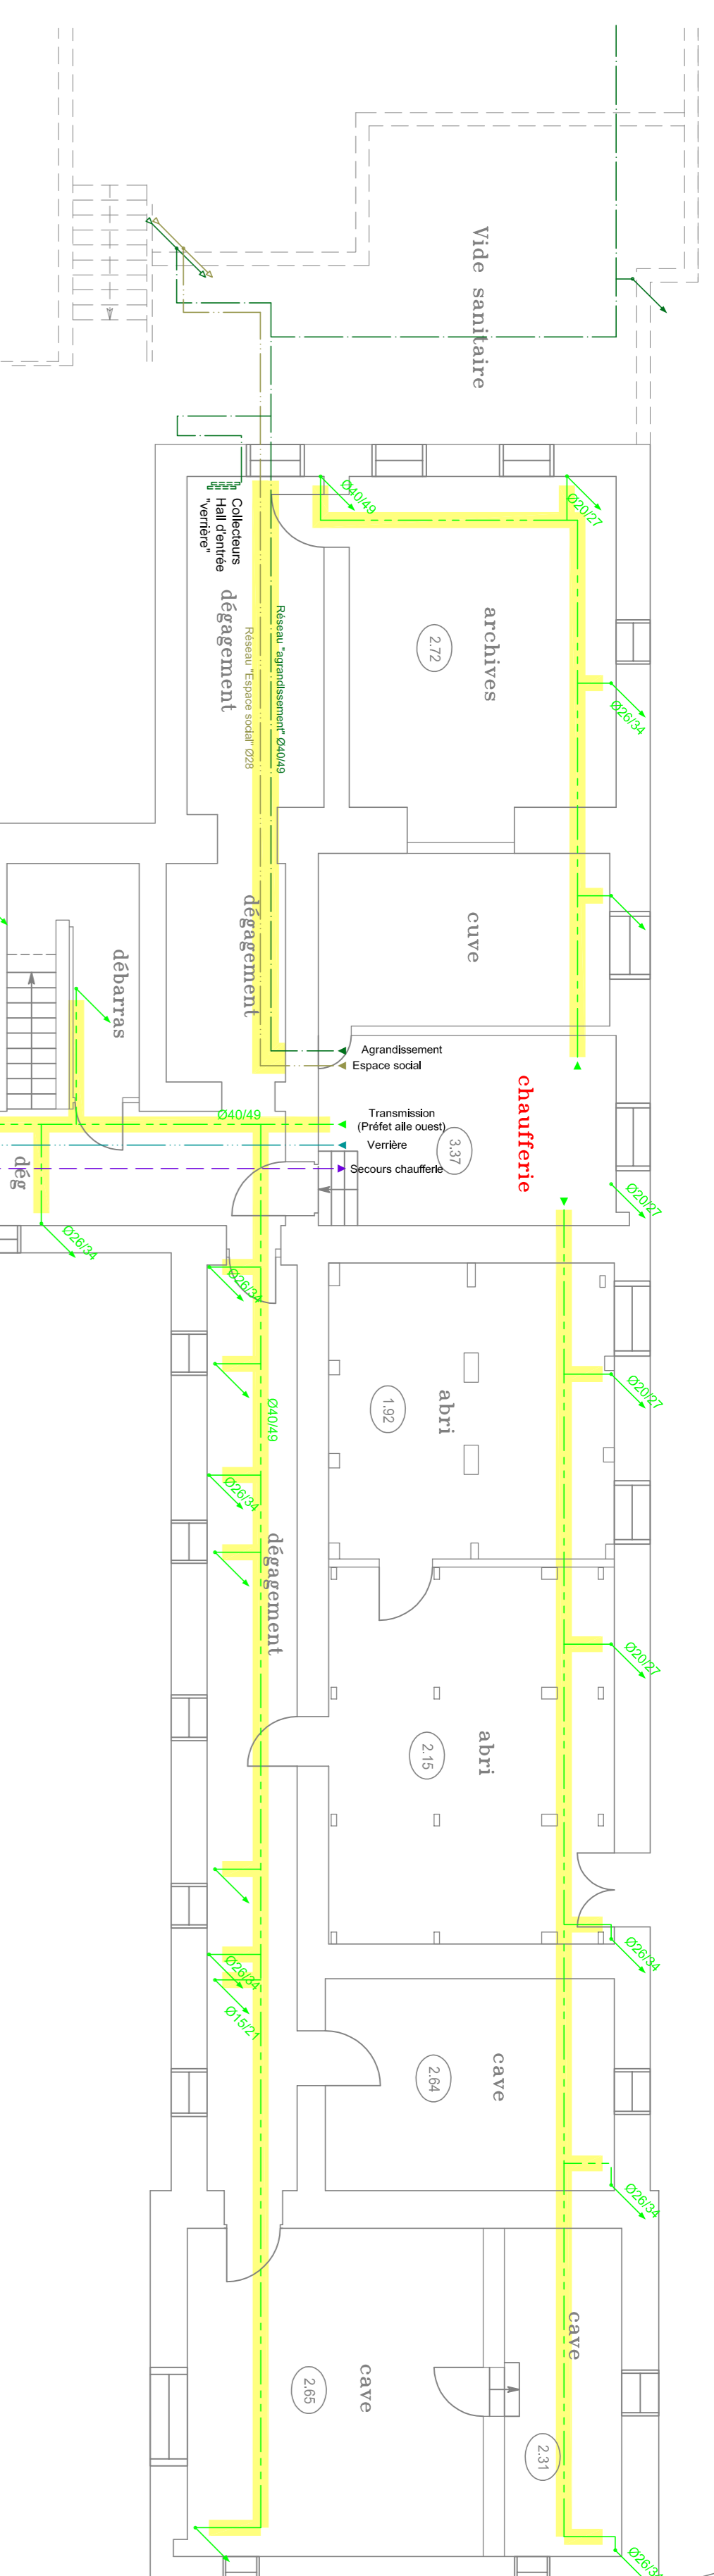 Vide sanitaire
Ø40/49
Ø20/27
Collecteurs
Hall d'entrée
"verrière"
dégagement
Réseau "agrandissement" Ø40/49
Réseau "Espace social" Ø28
archives
2.72
Ø26/34
dégagement
cuve
débarras
Agrandissement
Espace social
chaufferie
Ø40/49
Transmission
(Préfet aile ouest)
Verrière
3.37
Secours chaufferie
dég
Ø20/27
Ø26/34
Ø26/34
Ø20/27
abri
1.92
Ø40/49
Ø26/34
dégagement
Ø20/27
abri
2.15
Ø26/34
Ø26/34
Ø15/21
cave
2.64
Ø26/34
cave
cave
2.65
2.31
Ø26/34